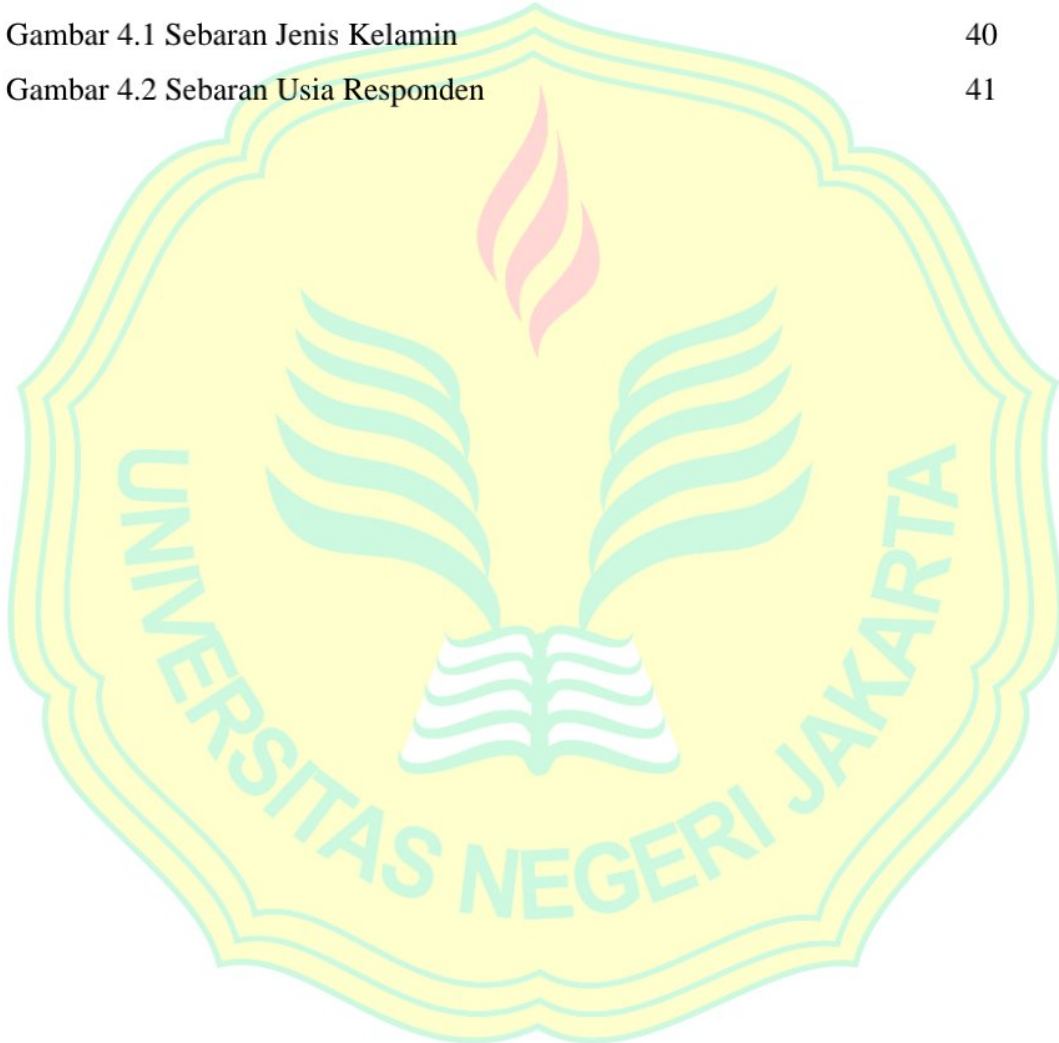 Gambar 4.1 Sebaran Jenis Kelamin 40
Gambar 4.2 Sebaran Usia Responden 41
UNIVERSITAS NEGERI JAKARTA